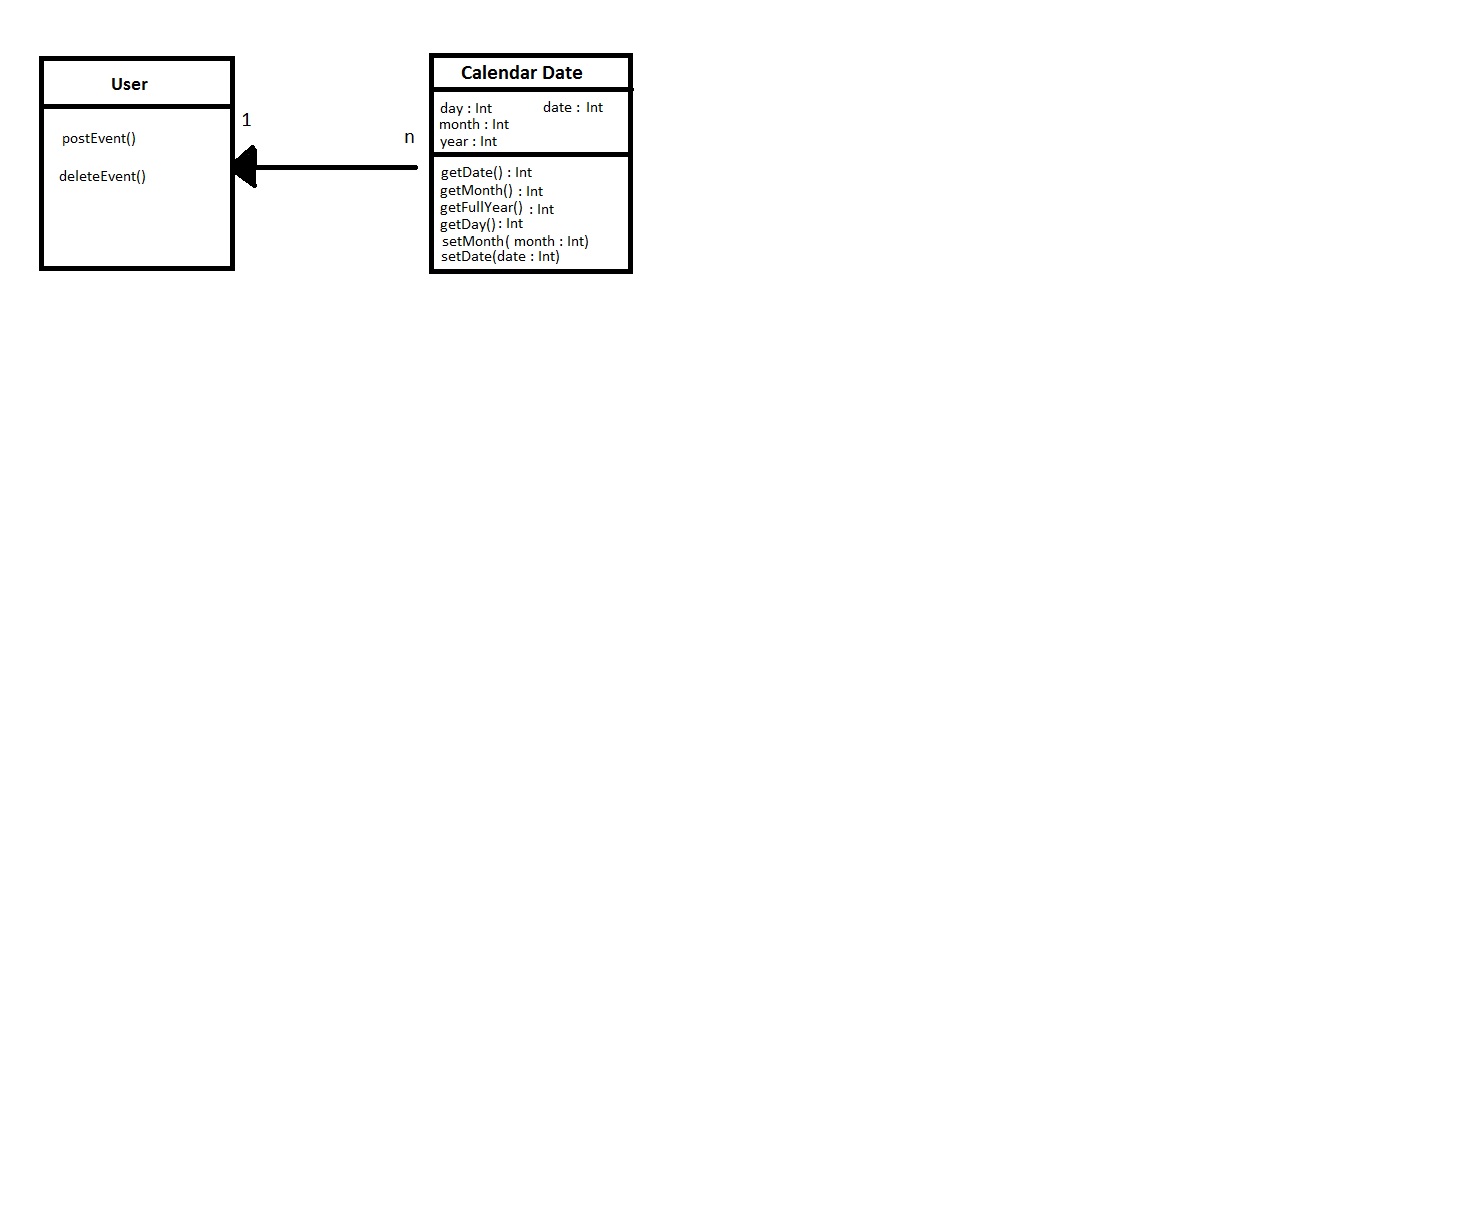 User
postEvent()
deleteEvent()
1
n
Calendar Date
day : Int date : Int
month : Int
year : Int
getDate() : Int
getMonth() : Int
getFullYear() : Int
getDay() : Int
setMonth( month : Int)
setDate(date : Int)